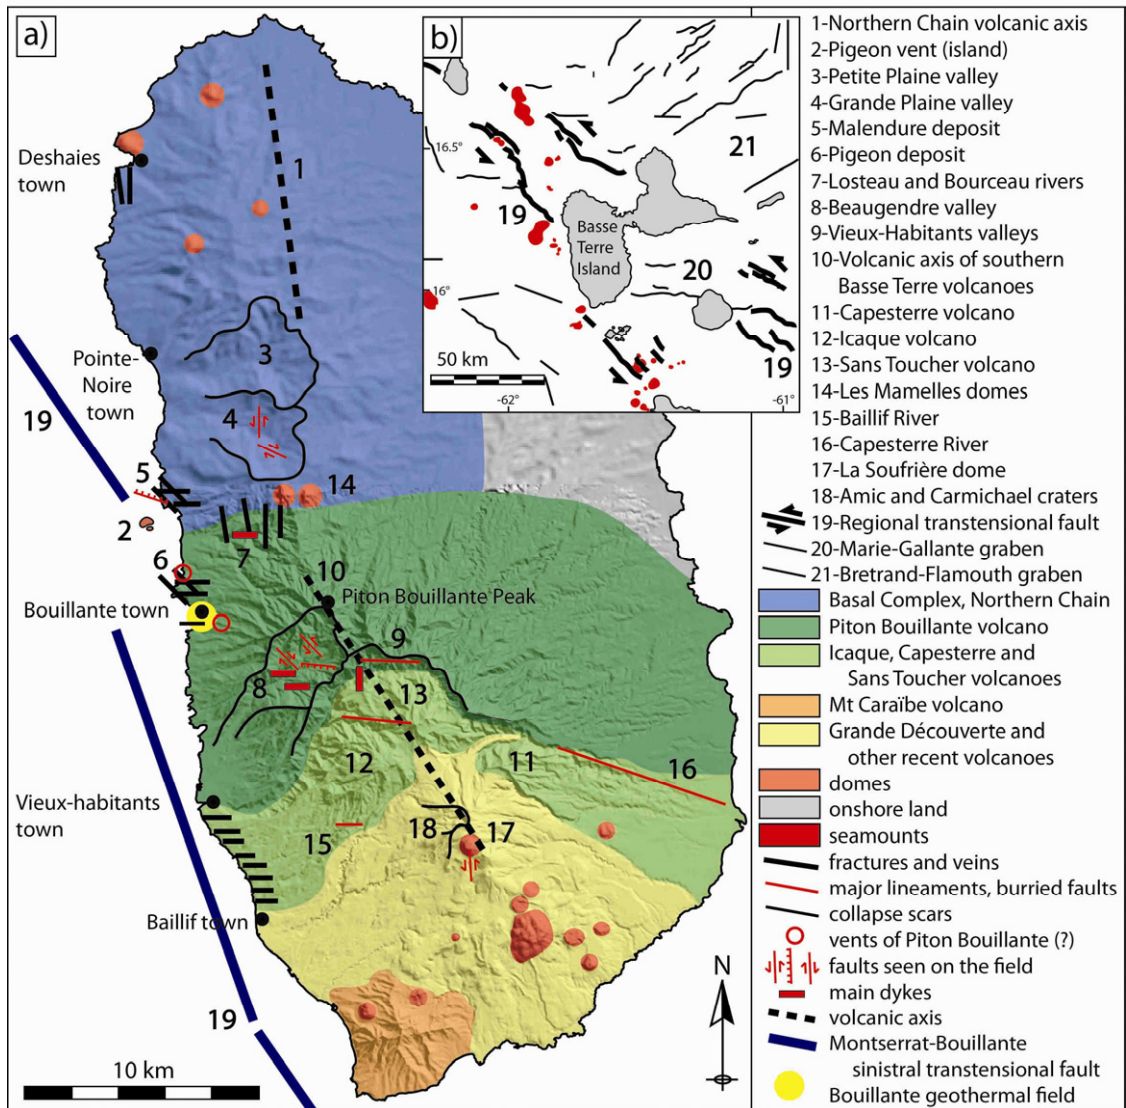 a)
b)
Deshaies
town
1
Pointe-
Noire
town
3
4
19
5
14
2
7
6
10
Piton Bouillante Peak
Bouillante town
9
8
13
11
12
16
Vieux-habitants
town
18
17
15
Baillif town
19
10 km
N
16.5°
21
19
Basse
Terre
Island
20
16°
50 km
19
-62
-61°
1-Northern Chain volcanic axis
2-Pigeon vent (island)
3-Petite Plaine valley
4-Grande Plaine valley
5-Malendure deposit
6-Pigeon deposit
7-Losteau and Bourceau rivers
8-Beaugendre valley
9-Vieux-Habitants valleys
10-Volcanic axis of southern
Basse Terre volcanoes
11-Capesterre volcano
12-Icaque volcano
13-Sans Toucher volcano
14-Les Mamelles domes
15-Baillif River
16-Capesterre River
17-La Soufrière dome
18-Amic and Carmichael craters
19-Regional transtensional fault
20-Marie-Gallante graben
21-Bretrand-Flamouth graben
Basal Complex, Northern Chain
Piton Bouillante volcano
Icaque, Capesterre and
Sans Toucher volcanoes
Mt Caraïbe volcano
Grande Découverte and
other recent volcanoes
domes
onshore land
seamounts
fractures and veins
major lineaments, burried faults
collapse scars
vents of Piton Bouillante (?)
faults seen on the field
main dykes
volcanic axis
Montserrat-Bouillante
sinistral transtensional fault
Bouillante geothermal field